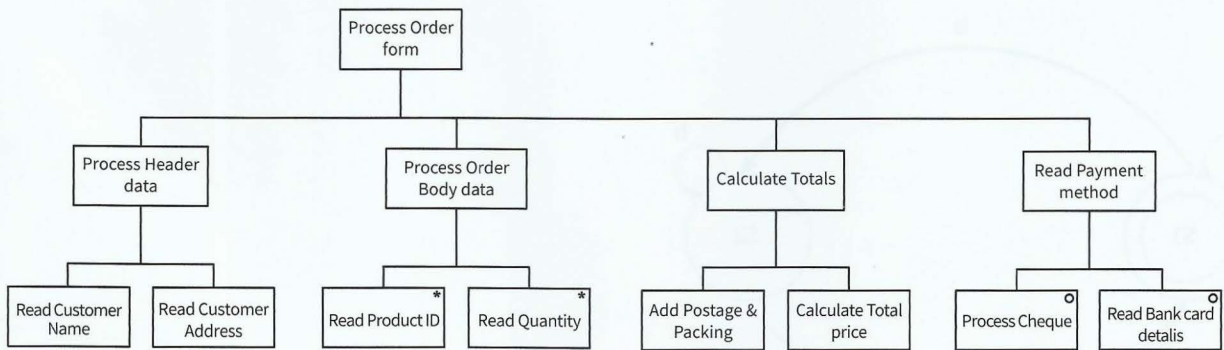 Process Order
form
Process Header
data
Process Order
Body data
Calculate Totals
Read Payment
method
Read Customer
Name
Read Customer
Address
*
Read Product ID
*
Read Quantity
Add Postage &
Packing
Calculate Total
price
Process Cheque
Read Bank card
detalis